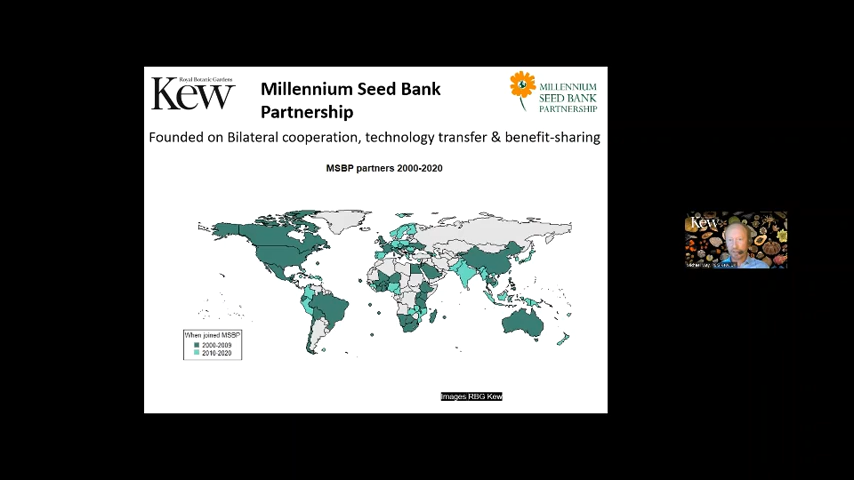 Royal Botanic Gardens
Kew
Millennium Seed Bank
Partnership
MILLENNIUM
SEED BANK
PARTNERSHIP
Founded on Bilateral cooperation, technology transfer & benefit-sharing
MSBP partners 2000-2020
When joined MSBP
2000-2009
2010-2020
Images RBG Kew
Kew